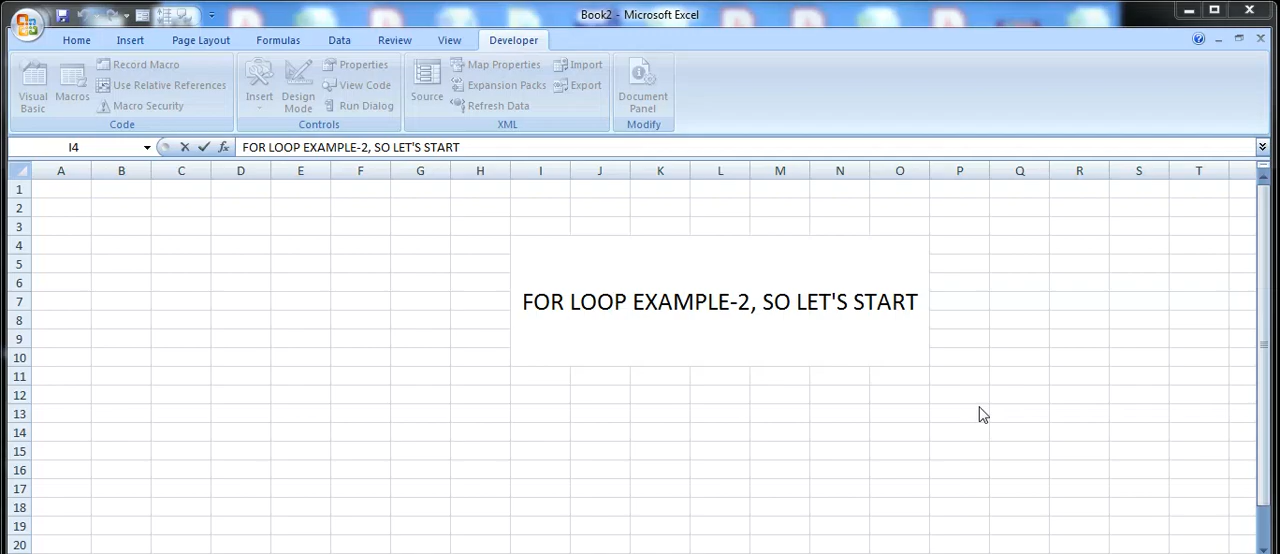 Book2 - Microsoft Excel
Home Insert Page Layout Formulas Data Review View Developer
Visual Basic
Macros
Record Macro
Use Relative References
Macro Security
Code
Insert
Design Mode
Properties
View Code
Run Dialog
Controls
Source
Map Properties
Expansion Packs
Refresh Data
Import
Export
XML
Document Panel
Modify
I4 fx FOR LOOP EXAMPLE-2, SO LET'S START
A B C D E F G H I J K L M N O P Q R S T
1
2
3
4
5
6
7
8
9
10
11
12
13
14
15
16
17
18
19
20
FOR LOOP EXAMPLE-2, SO LET'S START